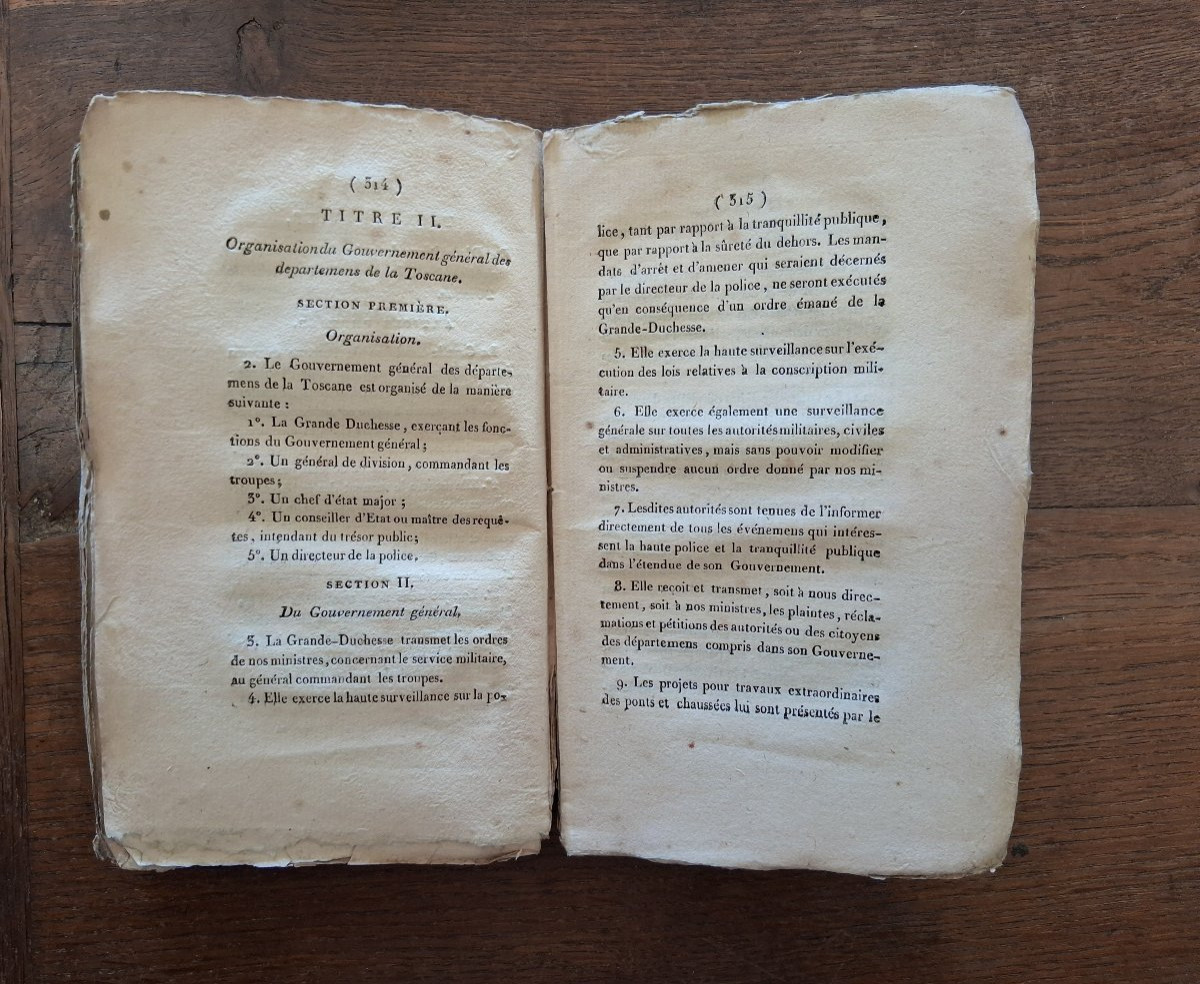 ( 314 )
TITRE II.
Organisation du Gouvernement général des
departemens de la Toscane.
SECTION PREMIÈRE.
Organisation.
2. Le Gouvernement général des départe-
mens de la Toscane est organisé de la manière
suivante :
1°. La Grande Duchesse, exerçant les fonc-
tions du Gouvernement général ;
2°. Un général de division, commandant les
troupes ;
3°. Un chef d'état major ;
4°. Un conseiller d'Etat ou maître des requê-
tes, intendant du trésor public ;
5°. Un directeur de la police.
SECTION II.
Du Gouvernement général.
3. La Grande-Duchesse transmet les ordres
de nos ministres, concernant le service militaire,
au général commandant les troupes.
4. Elle exerce la haute surveillance sur la po-
( 315 )
lice, tant par rapport à la tranquillité publique,
que par rapport à la sûreté du dehors. Les man-
dats d'arrêt et d'amener qui seraient décernés
par le directeur de la police, ne seront exécutés
qu'en conséquence d'un ordre émané de la
Grande-Duchesse.
5. Elle exerce la haute surveillance sur l'exé-
cution des lois relatives à la conscription mili-
taire.
6. Elle exerce également une surveillance
générale sur toutes les autorités militaires, civiles
et administratives, mais sans pouvoir modifier
ou suspendre aucun ordre donné par nos mi-
nistres.
7. Lesdites autorités sont tenues de l'informer
directement de tous les événemens qui intéres-
sent la haute police et la tranquillité publique
dans l'étendue de son Gouvernement.
8. Elle reçoit et transmet, soit à nous direc-
tement, soit à nos ministres, les plaintes, récla-
mations et pétitions des autorités ou des citoyens
des départemens compris dans son Gouverne-
ment.
9. Les projets pour travaux extraordinaires
des ponts et chaussées lui sont présentés par le